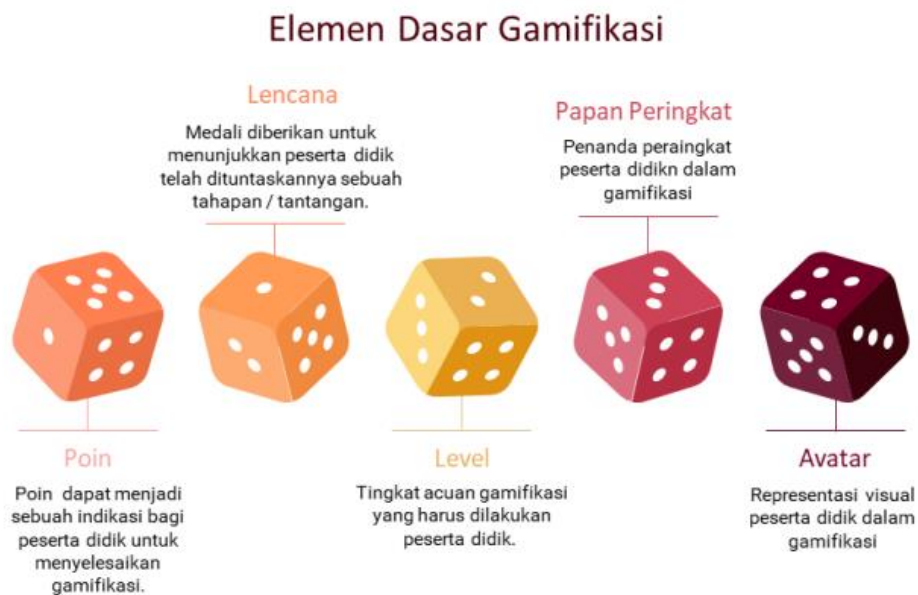 Elemen Dasar Gamifikasi
Lencana
Medali diberikan untuk
menunjukkan peserta didik
telah dituntaskannya sebuah
tahapan / tantangan.
Papan Peringkat
Penanda peraingkat
peserta didikn dalam
gamifikasi
Poin
Poin dapat menjadi
sebuah indikasi bagi
peserta didik untuk
menyelesaikan
gamifikasi.
Level
Tingkat acuan gamifikasi
yang harus dilakukan
peserta didik.
Avatar
Representasi visual
peserta didik dalam
gamifikasi